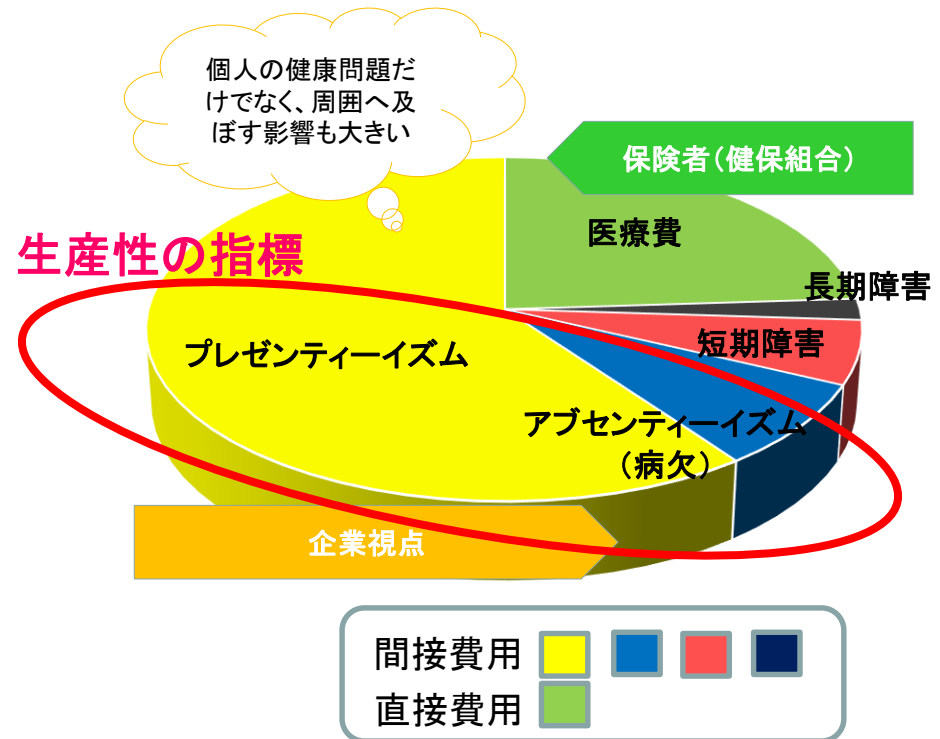 個人の健康問題だ
けでなく、周囲へ及
ぼす影響も大きい
保険者(健保組合)
医療費
生産性の指標
長期障害
短期障害
プレゼンティーイズム
アブセンティーイズム
(病欠)
企業視点
間接費用
直接費用